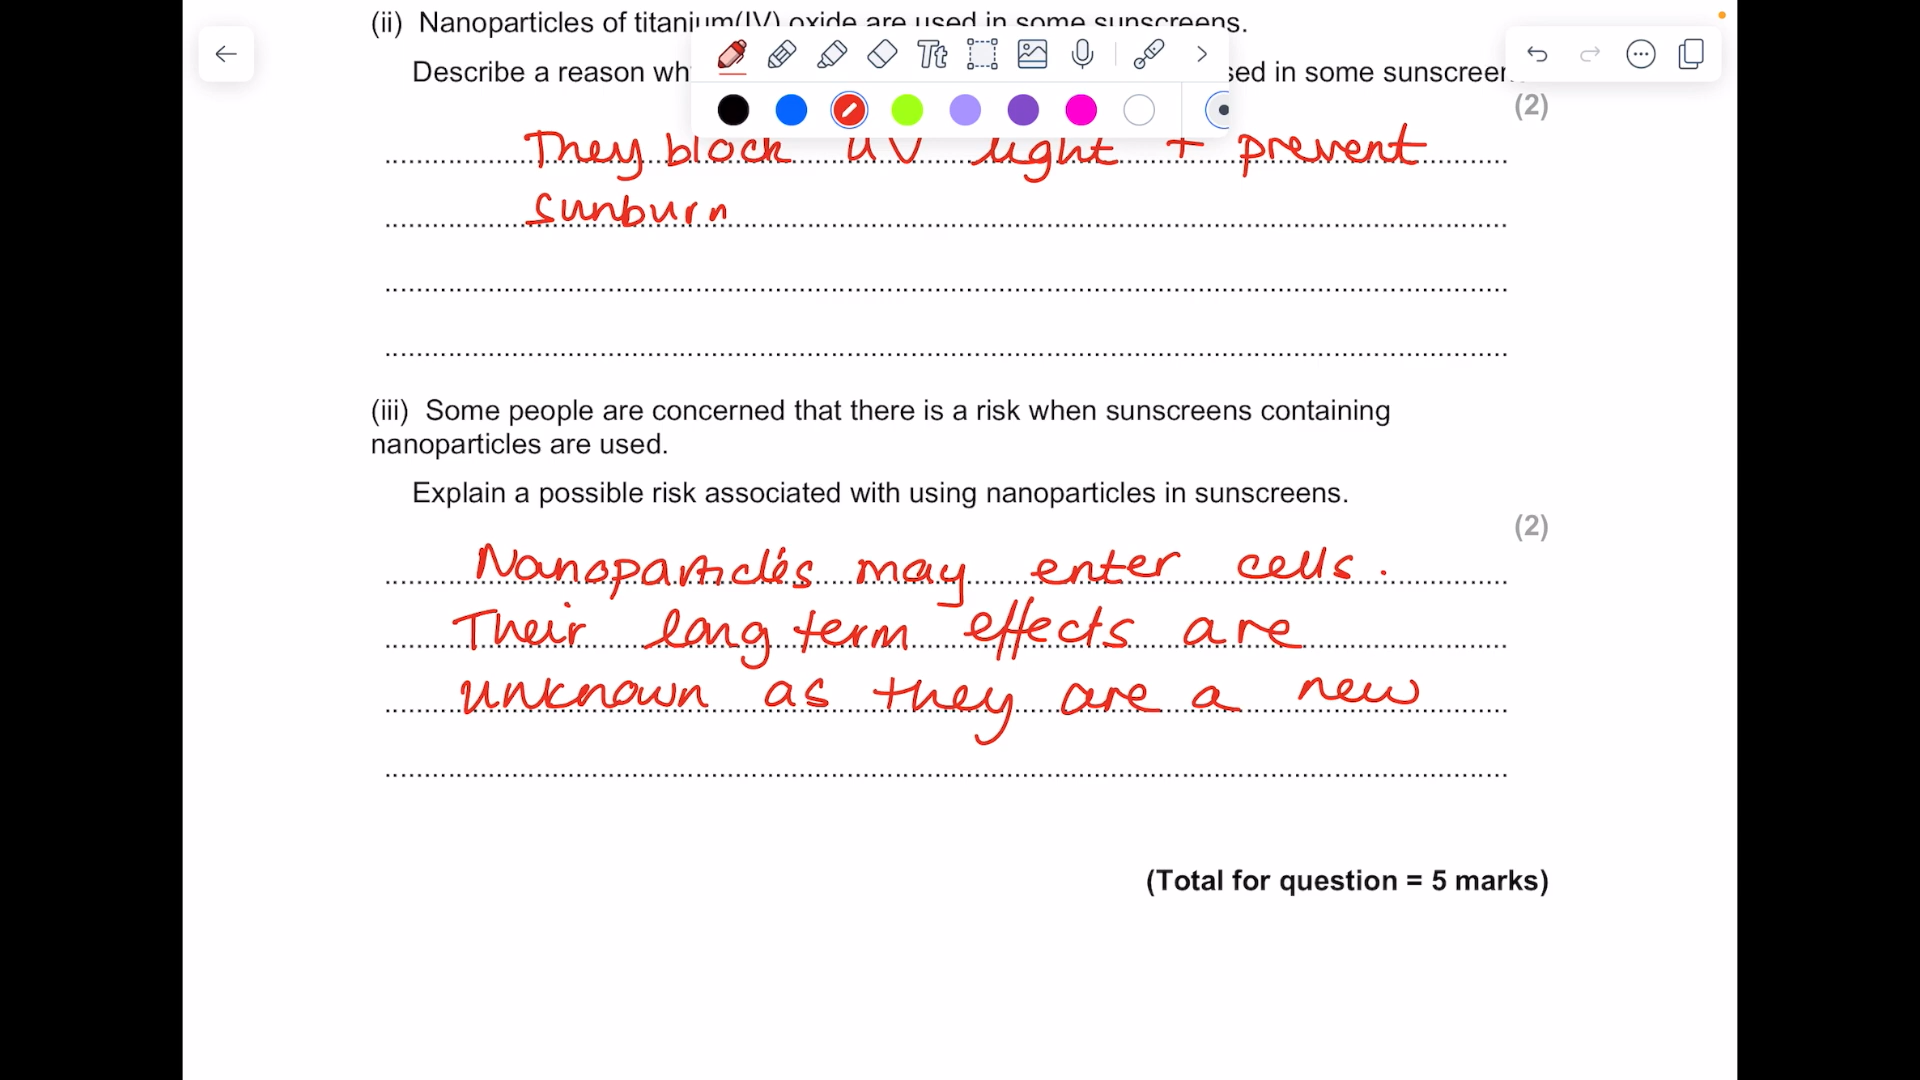 (ii) Nanoparticles of titanium(IV) oxide are used in some sunscreens.
Describe a reason sed in some sunscreen
(2)
They block UV light + prevent
sunburn
(iii) Some people are concerned that there is a risk when sunscreens containing
nanoparticles are used.
Explain a possible risk associated with using nanoparticles in sunscreens.
(2)
Nanoparticles may enter cells.
Their long term effects are
unknown as they are a new
(Total for question = 5 marks)